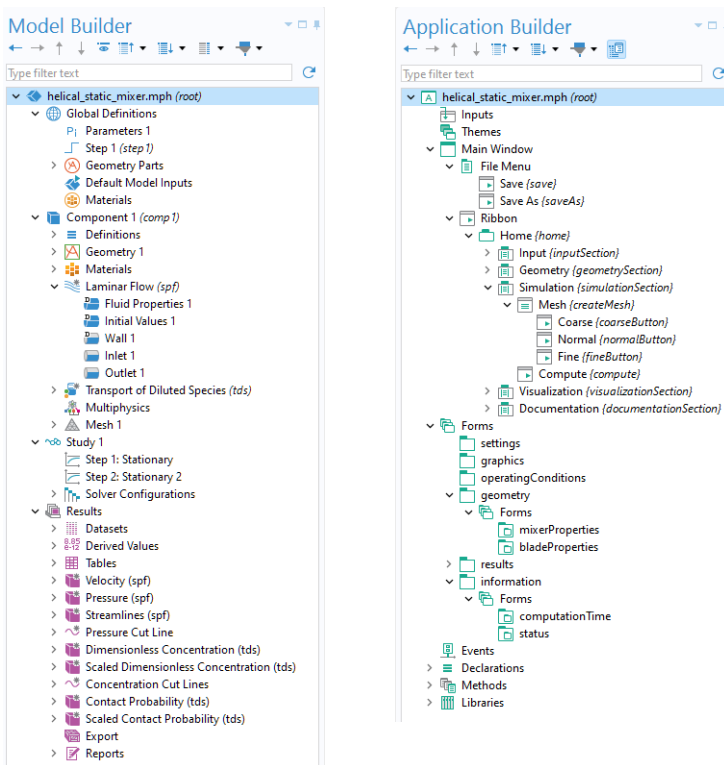 Model Builder
Type filter text
helical_static_mixer.mph (root)
Global Definitions
Pi Parameters 1
Step 1 (step1)
Geometry Parts
Default Model Inputs
Materials
Component 1 (comp1)
Definitions
Geometry 1
Materials
Laminar Flow (spf)
Fluid Properties 1
Initial Values 1
Wall 1
Inlet 1
Outlet 1
Transport of Diluted Species (tds)
Multiphysics
Mesh 1
Study 1
Step 1: Stationary
Step 2: Stationary 2
Solver Configurations
Results
Datasets
8.85
e-12 Derived Values
Tables
Velocity (spf)
Pressure (spf)
Streamlines (spf)
Pressure Cut Line
Dimensionless Concentration (tds)
Scaled Dimensionless Concentration (tds)
Concentration Cut Lines
Contact Probability (tds)
Scaled Contact Probability (tds)
Export
Reports
Application Builder
Type filter text
A helical_static_mixer.mph (root)
Inputs
Themes
Main Window
File Menu
Save {save}
Save As {saveAs}
Ribbon
Home {home}
Input {inputSection}
Geometry {geometrySection}
Simulation {simulationSection}
Mesh {createMesh}
Coarse {coarseButton}
Normal {normalButton}
Fine {fineButton}
Compute {compute}
Visualization {visualizationSection}
Documentation {documentationSection}
Forms
settings
graphics
operatingConditions
geometry
Forms
mixerProperties
bladeProperties
results
information
Forms
computationTime
status
Events
Declarations
Methods
Libraries